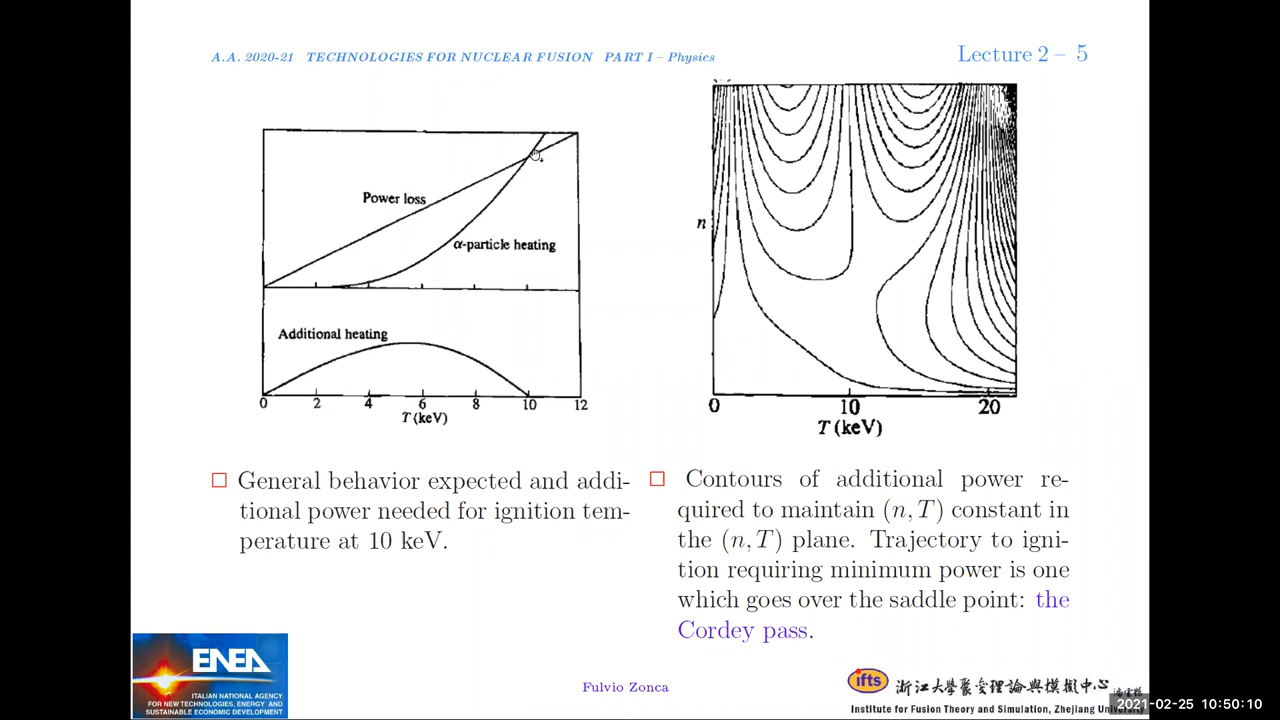 A.A. 2020-21 TECHNOLOGIES FOR NUCLEAR FUSION PART I – Physics
Lecture 2 – 5
Power loss
α-particle heating
Additional heating
0 2 4 6 8 10 12
T (keV)
n
0 10 20
T (keV)
□ General behavior expected and addi-
tional power needed for ignition tem-
perature at 10 keV.
□ Contours of additional power re-
quired to maintain (n, T) constant in
the (n, T) plane. Trajectory to igni-
tion requiring minimum power is one
which goes over the saddle point: the
Cordey pass.
ENEA
ITALIAN NATIONAL AGENCY
FOR NEW TECHNOLOGIES, ENERGY AND
SUSTAINABLE ECONOMIC DEVELOPMENT
Fulvio Zonca
ifts
浙江大学聚变理論與模擬中心
Institute for Fusion Theory and Simulation, Zhejiang University
2021-02-25 10:50:10